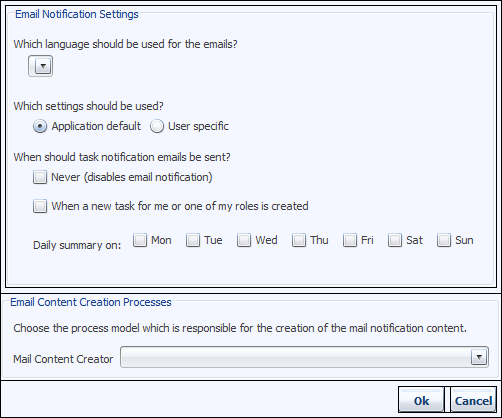 Email Notification Settings
Which language should be used for the emails?
Which settings should be used?
Application default User specific
When should task notification emails be sent?
Never (disables email notification)
When a new task for me or one of my roles is created
Daily summary on: Mon Tue Wed Thu Fri Sat Sun
Email Content Creation Processes
Choose the process model which is responsible for the creation of the mail notification content.
Mail Content Creator
Ok Cancel